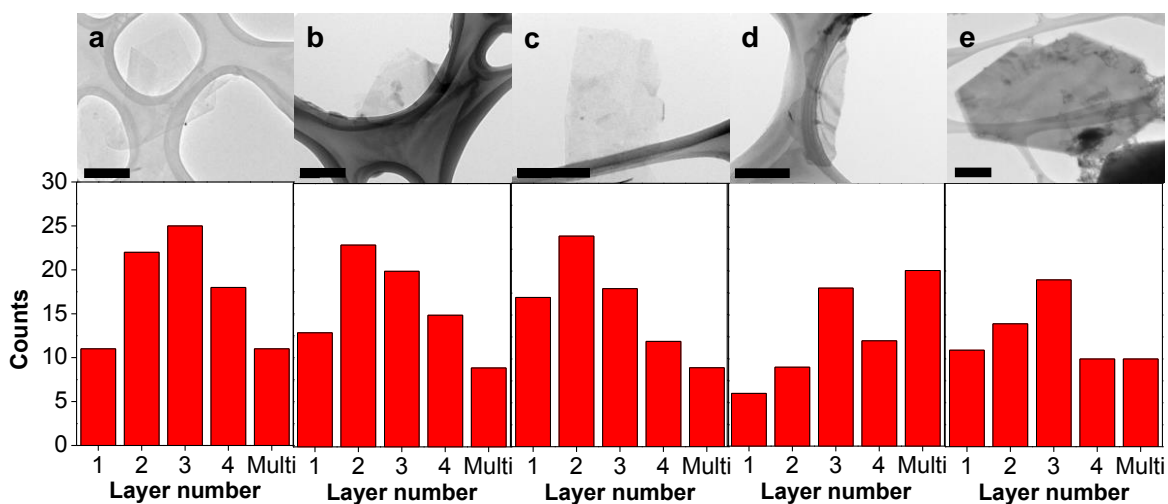 a
b
c
d
e
30
25
20
15
10
5
0
Counts
1 2 3 4 Multi
1 2 3 4 Multi
1 2 3 4 Multi
1 2 3 4 Multi
1 2 3 4 Multi
Layer number
Layer number
Layer number
Layer number
Layer number